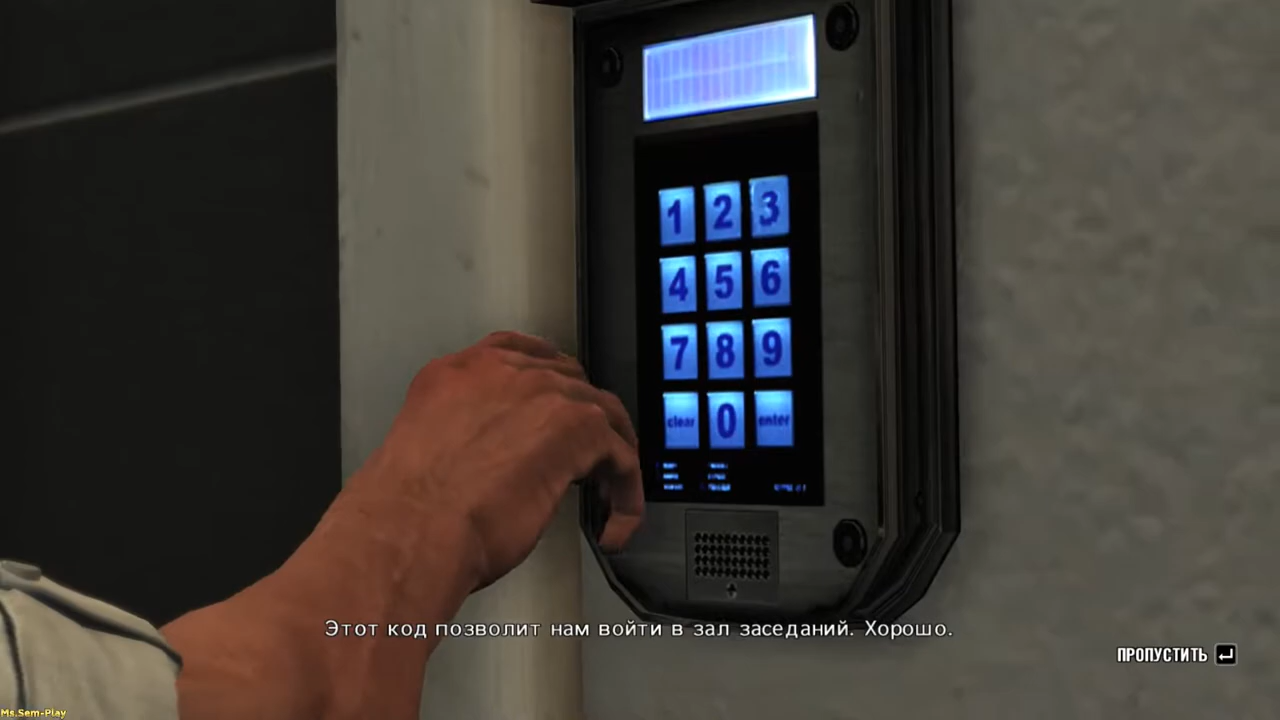 1 2 3
4 5 6
7 8 9
clear 0 enter
Этот код позволит нам войти в зал заседаний. Хорошо.
ПРОПУСТИТЬ
Ms.Sem-Play